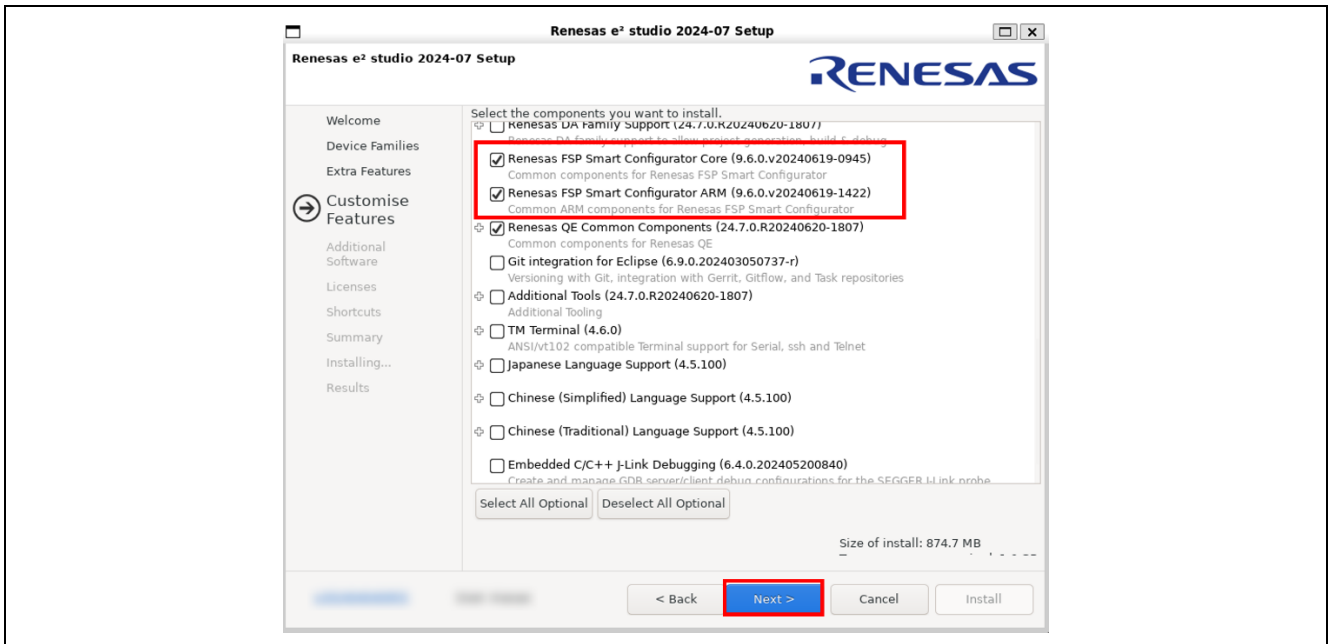 Renesas e² studio 2024-07 Setup
Renesas e² studio 2024-07 Setup
RENESAS
Welcome
Device Families
Extra Features
Customise
Features
Additional
Software
Licenses
Shortcuts
Summary
Installing...
Results
Select the components you want to install.
Renesas DA Family Support (24.7.0.R20240620-1807)
Renesas DA family support to allow project generation, build & debug
Renesas FSP Smart Configurator Core (9.6.0.v20240619-0945)
Common components for Renesas FSP Smart Configurator
Renesas FSP Smart Configurator ARM (9.6.0.v20240619-1422)
Common ARM components for Renesas FSP Smart Configurator
Renesas QE Common Components (24.7.0.R20240620-1807)
Common components for Renesas QE
Git integration for Eclipse (6.9.0.202403050737-r)
Versioning with Git, integration with Gerrit, Gitflow, and Task repositories
Additional Tools (24.7.0.R20240620-1807)
Additional Tooling
TM Terminal (4.6.0)
ANSI/vt102 compatible Terminal support for Serial, ssh and Telnet
Japanese Language Support (4.5.100)
Chinese (Simplified) Language Support (4.5.100)
Chinese (Traditional) Language Support (4.5.100)
Embedded C/C++ J-Link Debugging (6.4.0.202405200840)
Create and manage GDB server/client debug configurations for the SEGGER J-Link probe
Select All Optional Deselect All Optional
Size of install: 874.7 MB
< Back Next > Cancel Install